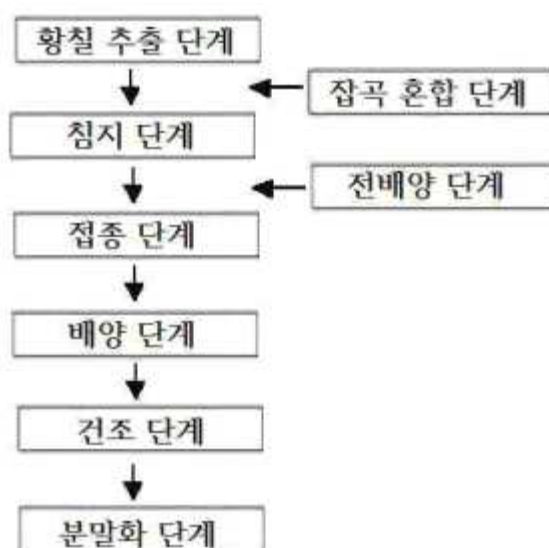 황칠 추출 단계
잡곡 혼합 단계
침지 단계
전배양 단계
접종 단계
배양 단계
건조 단계
분말화 단계